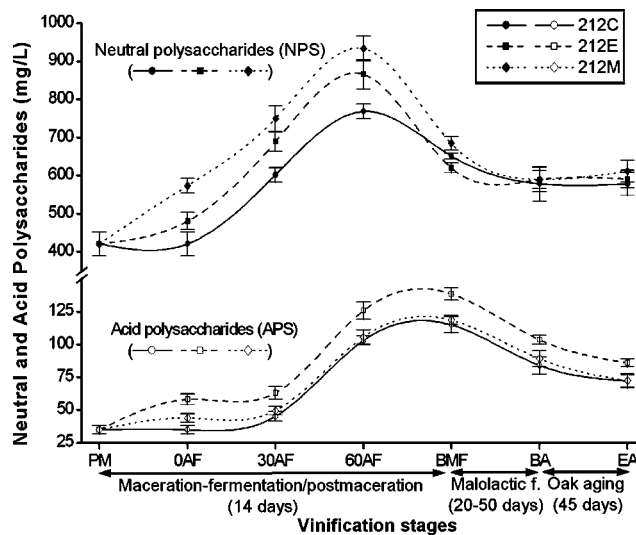 Neutral and Acid Polysaccharides (mg/L)
1000
900
800
700
600
500
400
125
100
75
50
25
Neutral polysaccharides (NPS)
( )
Acid polysaccharides (APS)
( )
212C
212E
212M
PM 0AF 30AF 60AF BMF BA EA
Maceration-fermentation/postmaceration Malolactic f. Oak aging
(14 days) (20-50 days) (45 days)
Vinification stages